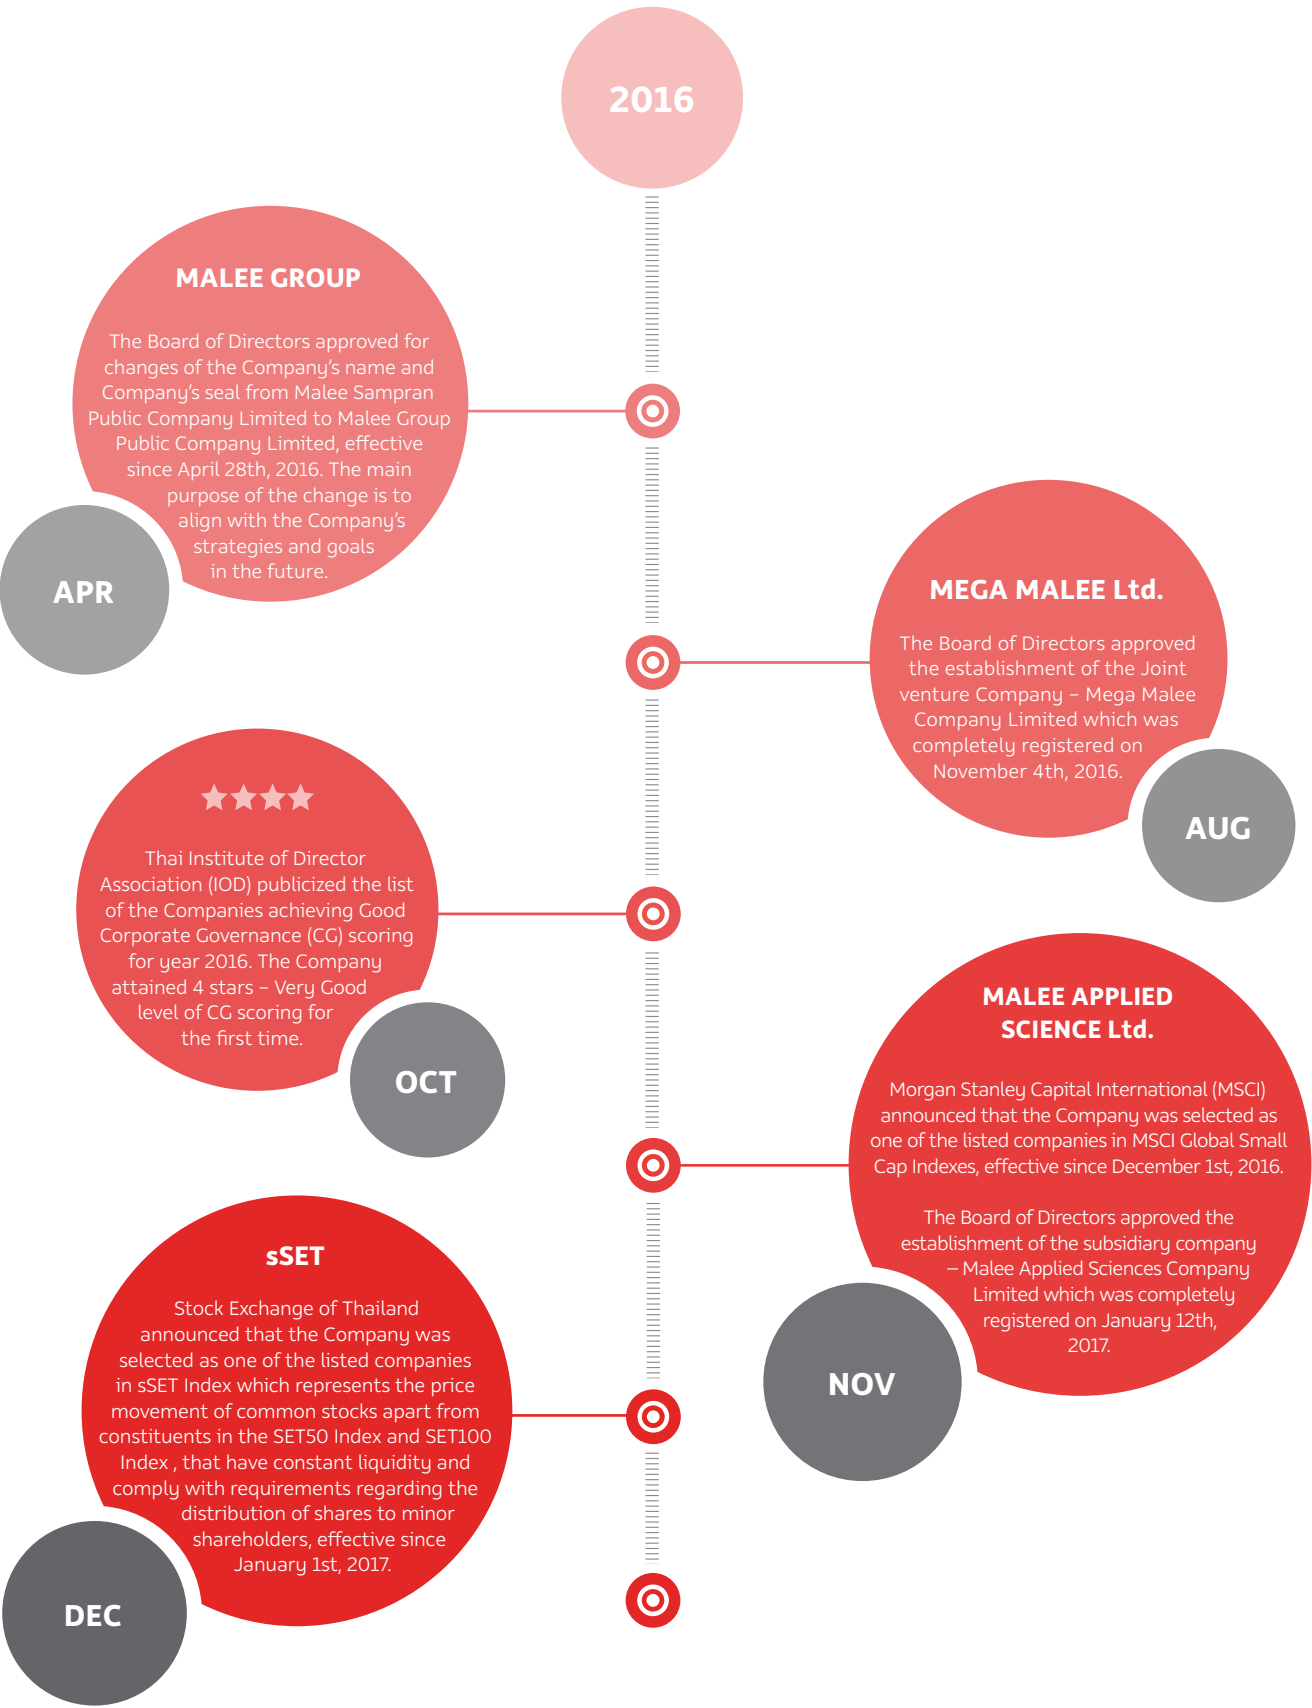 2016
MALEE GROUP
The Board of Directors approved for
changes of the Company's name and
Company's seal from Malee Sampran
Public Company Limited to Malee Group
Public Company Limited, effective
since April 28th, 2016. The main
purpose of the change is to
align with the Company's
strategies and goals
in the future.
APR
MEGA MALEE Ltd.
The Board of Directors approved
the establishment of the Joint
venture Company – Mega Malee
Company Limited which was
completely registered on
November 4th, 2016.
AUG
Thai Institute of Director
Association (IOD) publicized the list
of the Companies achieving Good
Corporate Governance (CG) scoring
for year 2016. The Company
attained 4 stars – Very Good
level of CG scoring for
the first time.
OCT
MALEE APPLIED
SCIENCE Ltd.
Morgan Stanley Capital International (MSCI)
announced that the Company was selected as
one of the listed companies in MSCI Global Small
Cap Indexes, effective since December 1st, 2016.
The Board of Directors approved the
establishment of the subsidiary company
– Malee Applied Sciences Company
Limited which was completely
registered on January 12th,
2017.
NOV
sSET
Stock Exchange of Thailand
announced that the Company was
selected as one of the listed companies
in sSET Index which represents the price
movement of common stocks apart from
constituents in the SET50 Index and SET100
Index , that have constant liquidity and
comply with requirements regarding the
distribution of shares to minor
shareholders, effective since
January 1st, 2017.
DEC